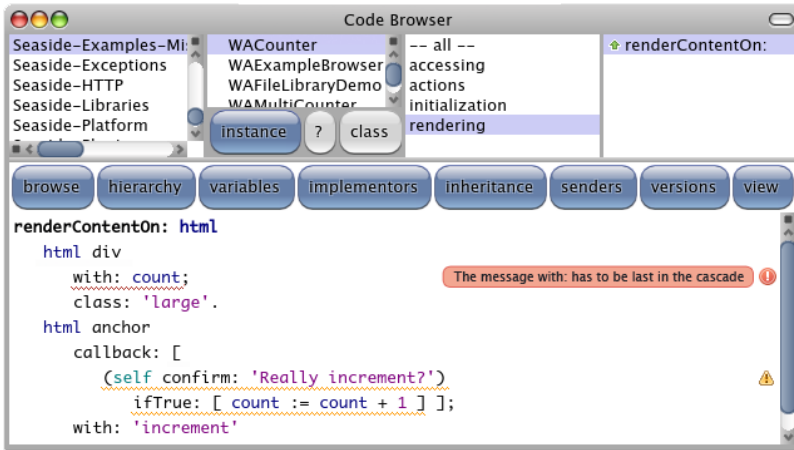 Code Browser
Seaside-Examples-Mi
Seaside-Exceptions
Seaside-HTTP
Seaside-Libraries
Seaside-Platform
WACounter
WAExampleBrowser
WAFileLibraryDemo
WAMultiCounter
instance
?
class
-- all --
accessing
actions
initialization
rendering
renderContentOn:
browse hierarchy variables implementors inheritance senders versions view
renderContentOn: html
html div
with: count;
The message with: has to be last in the cascade
class: 'large'.
html anchor
callback: [
(self confirm: 'Really increment?')
ifTrue: [ count := count + 1 ] ];
with: 'increment'